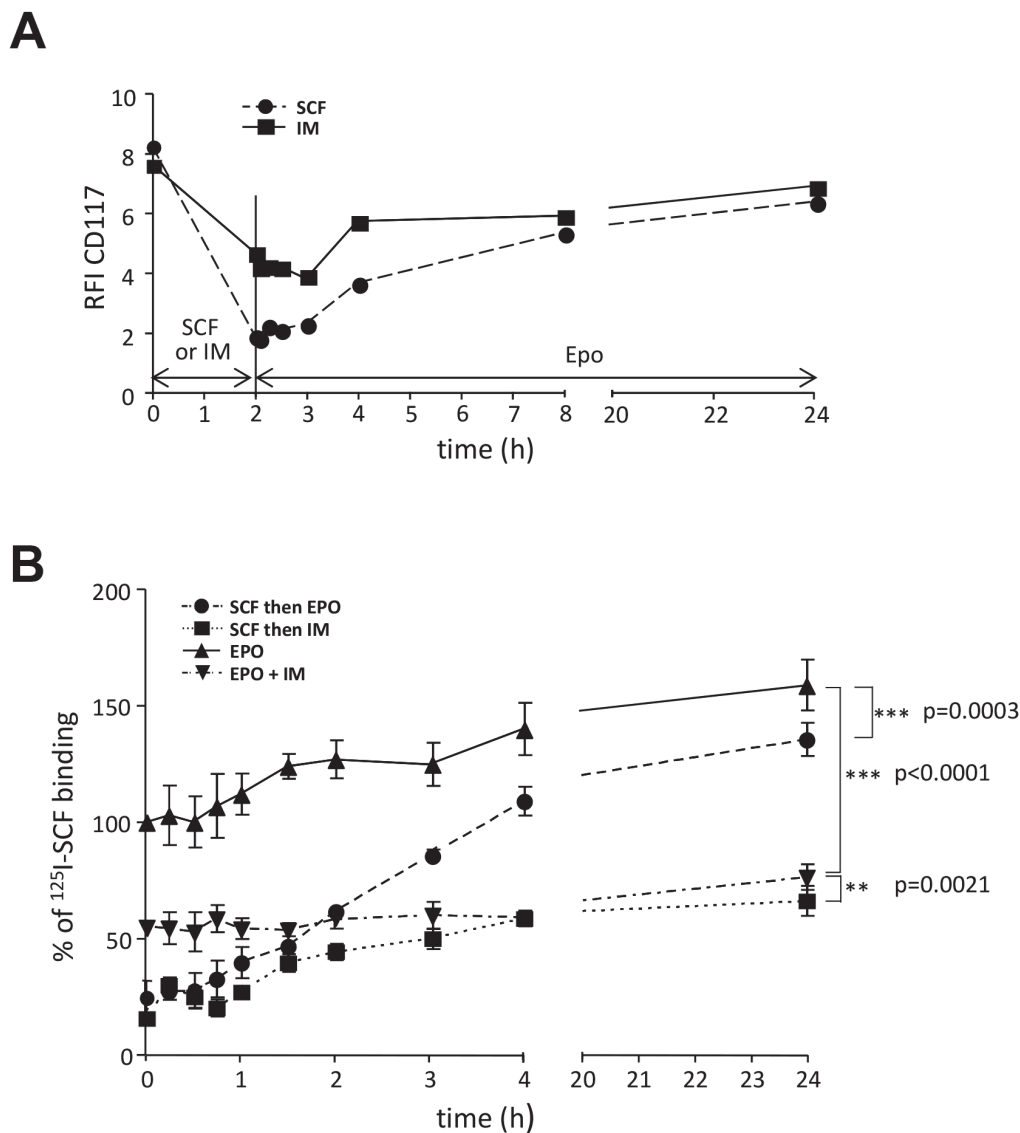 A
10
8
6
4
2
0
RFI CD117
SCF
IM
SCF
or IM
Epo
0 1 2 3 4 5 6 7 8 20 22 24
time (h)
B
200
150
100
50
0
% of ¹²⁵I-SCF binding
SCF then EPO
SCF then IM
EPO
EPO + IM
*** p=0.0003
*** p<0.0001
** p=0.0021
0 1 2 3 4 20 21 22 23 24
time (h)